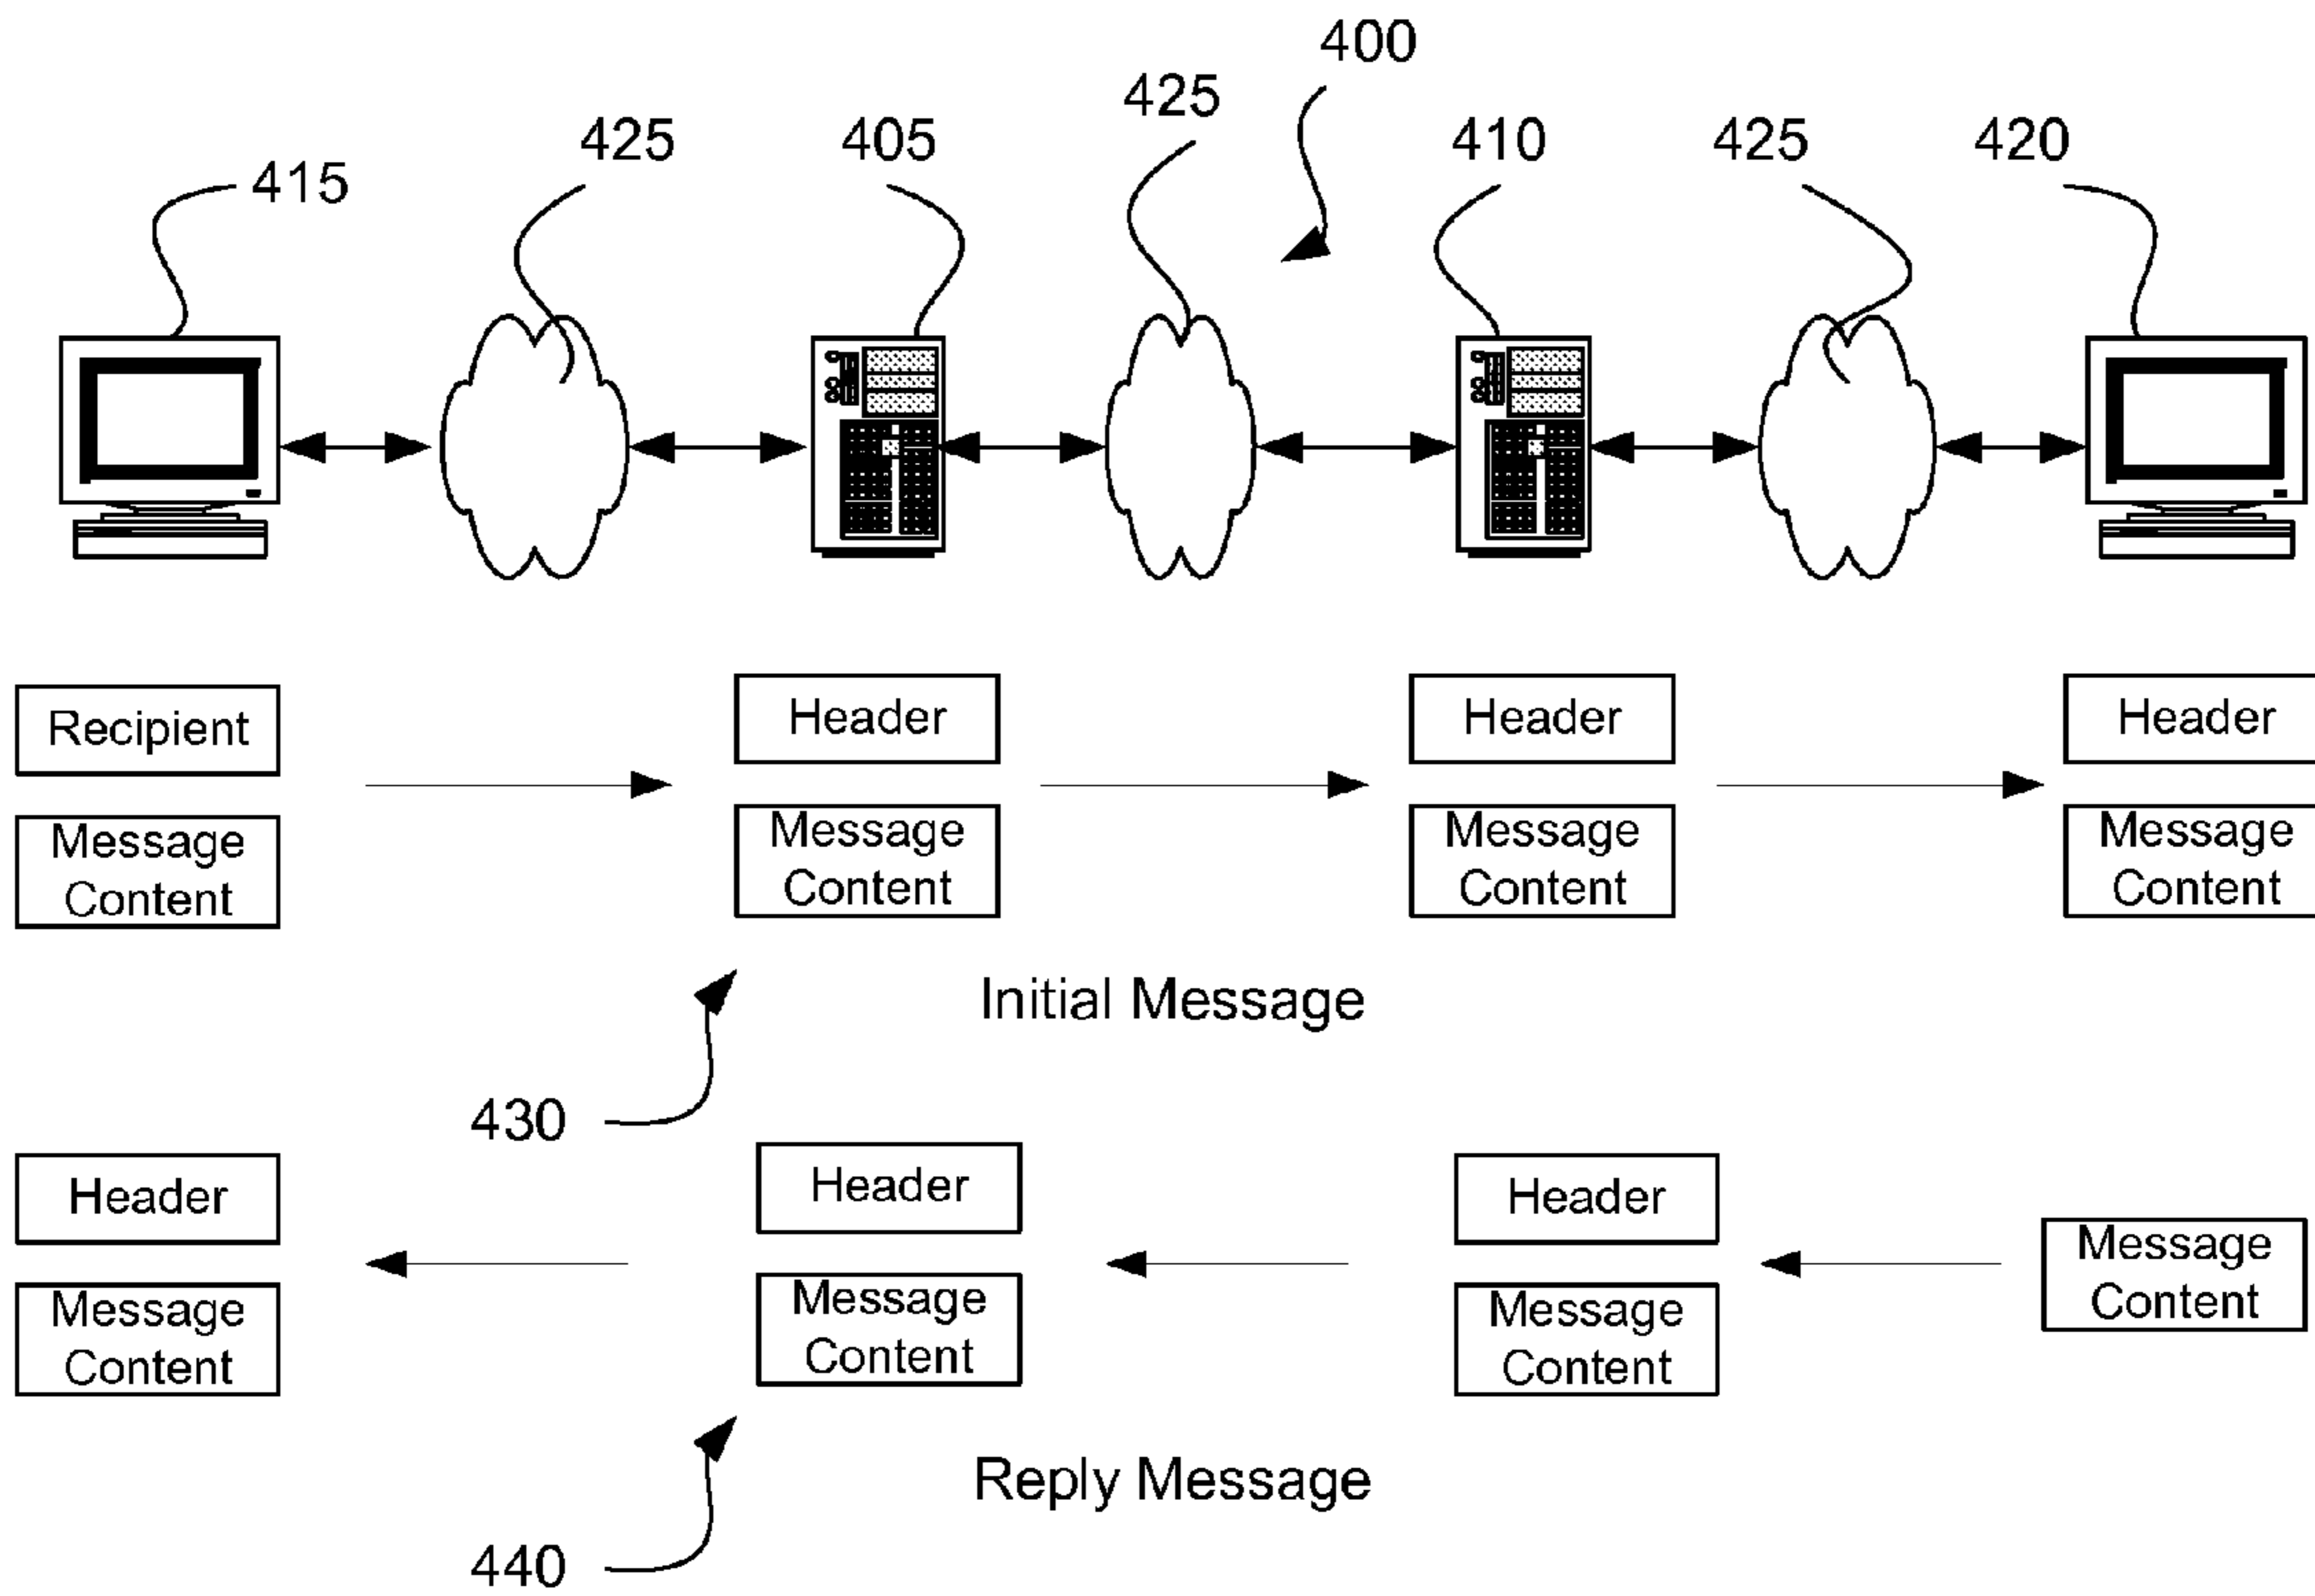 400
425
425
405
410
425
420
415
Recipient
Header
Header
Header
Message
Content
Message
Content
Message
Content
Message
Content
Initial Message
430
Header
Header
Header
Message
Content
Message
Content
Message
Content
Message
Content
Reply Message
440